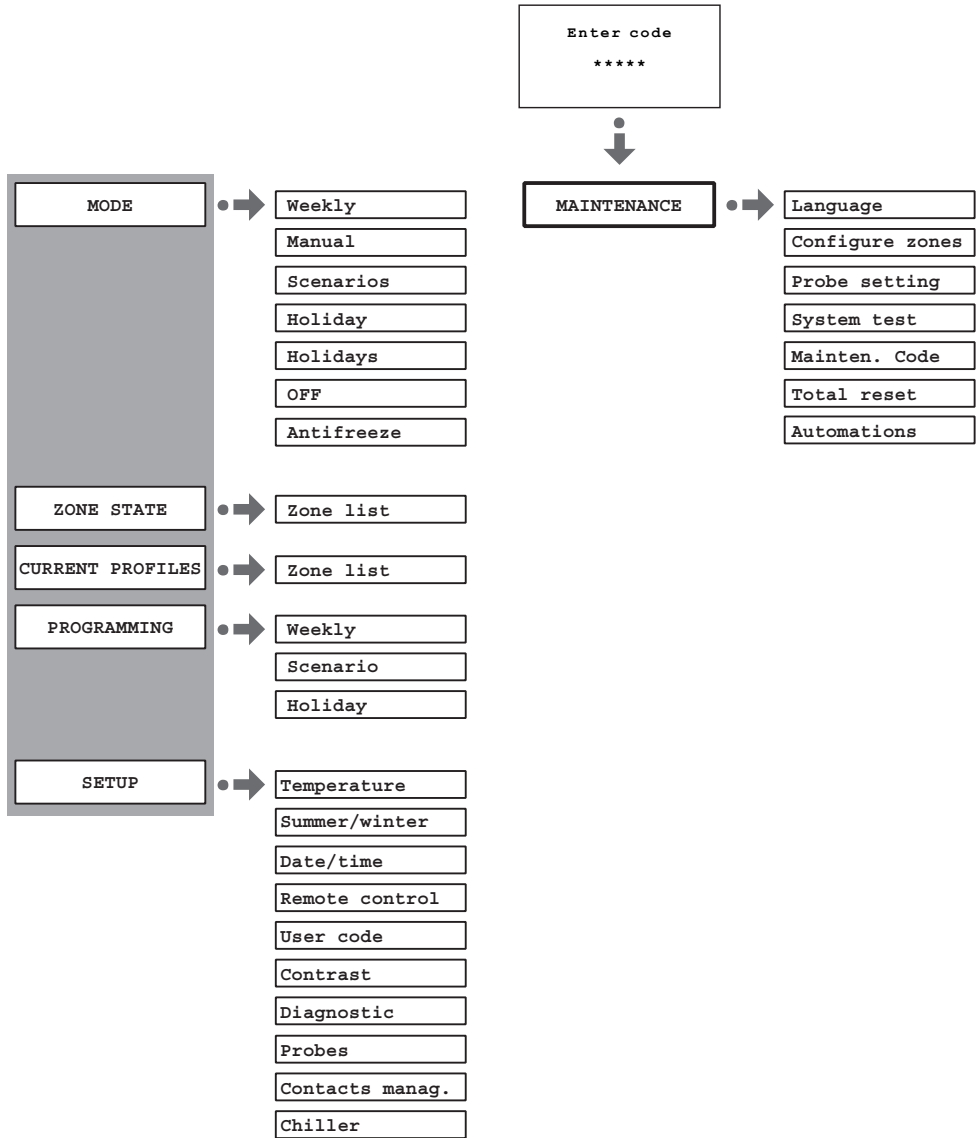 Enter code
*****
MODE
Weekly
Manual
Scenarios
Holiday
Holidays
OFF
Antifreeze
ZONE STATE
Zone list
CURRENT PROFILES
Zone list
PROGRAMMING
Weekly
Scenario
Holiday
SETUP
Temperature
Summer/winter
Date/time
Remote control
User code
Contrast
Diagnostic
Probes
Contacts manag.
Chiller
MAINTENANCE
Language
Configure zones
Probe setting
System test
Mainten. Code
Total reset
Automations